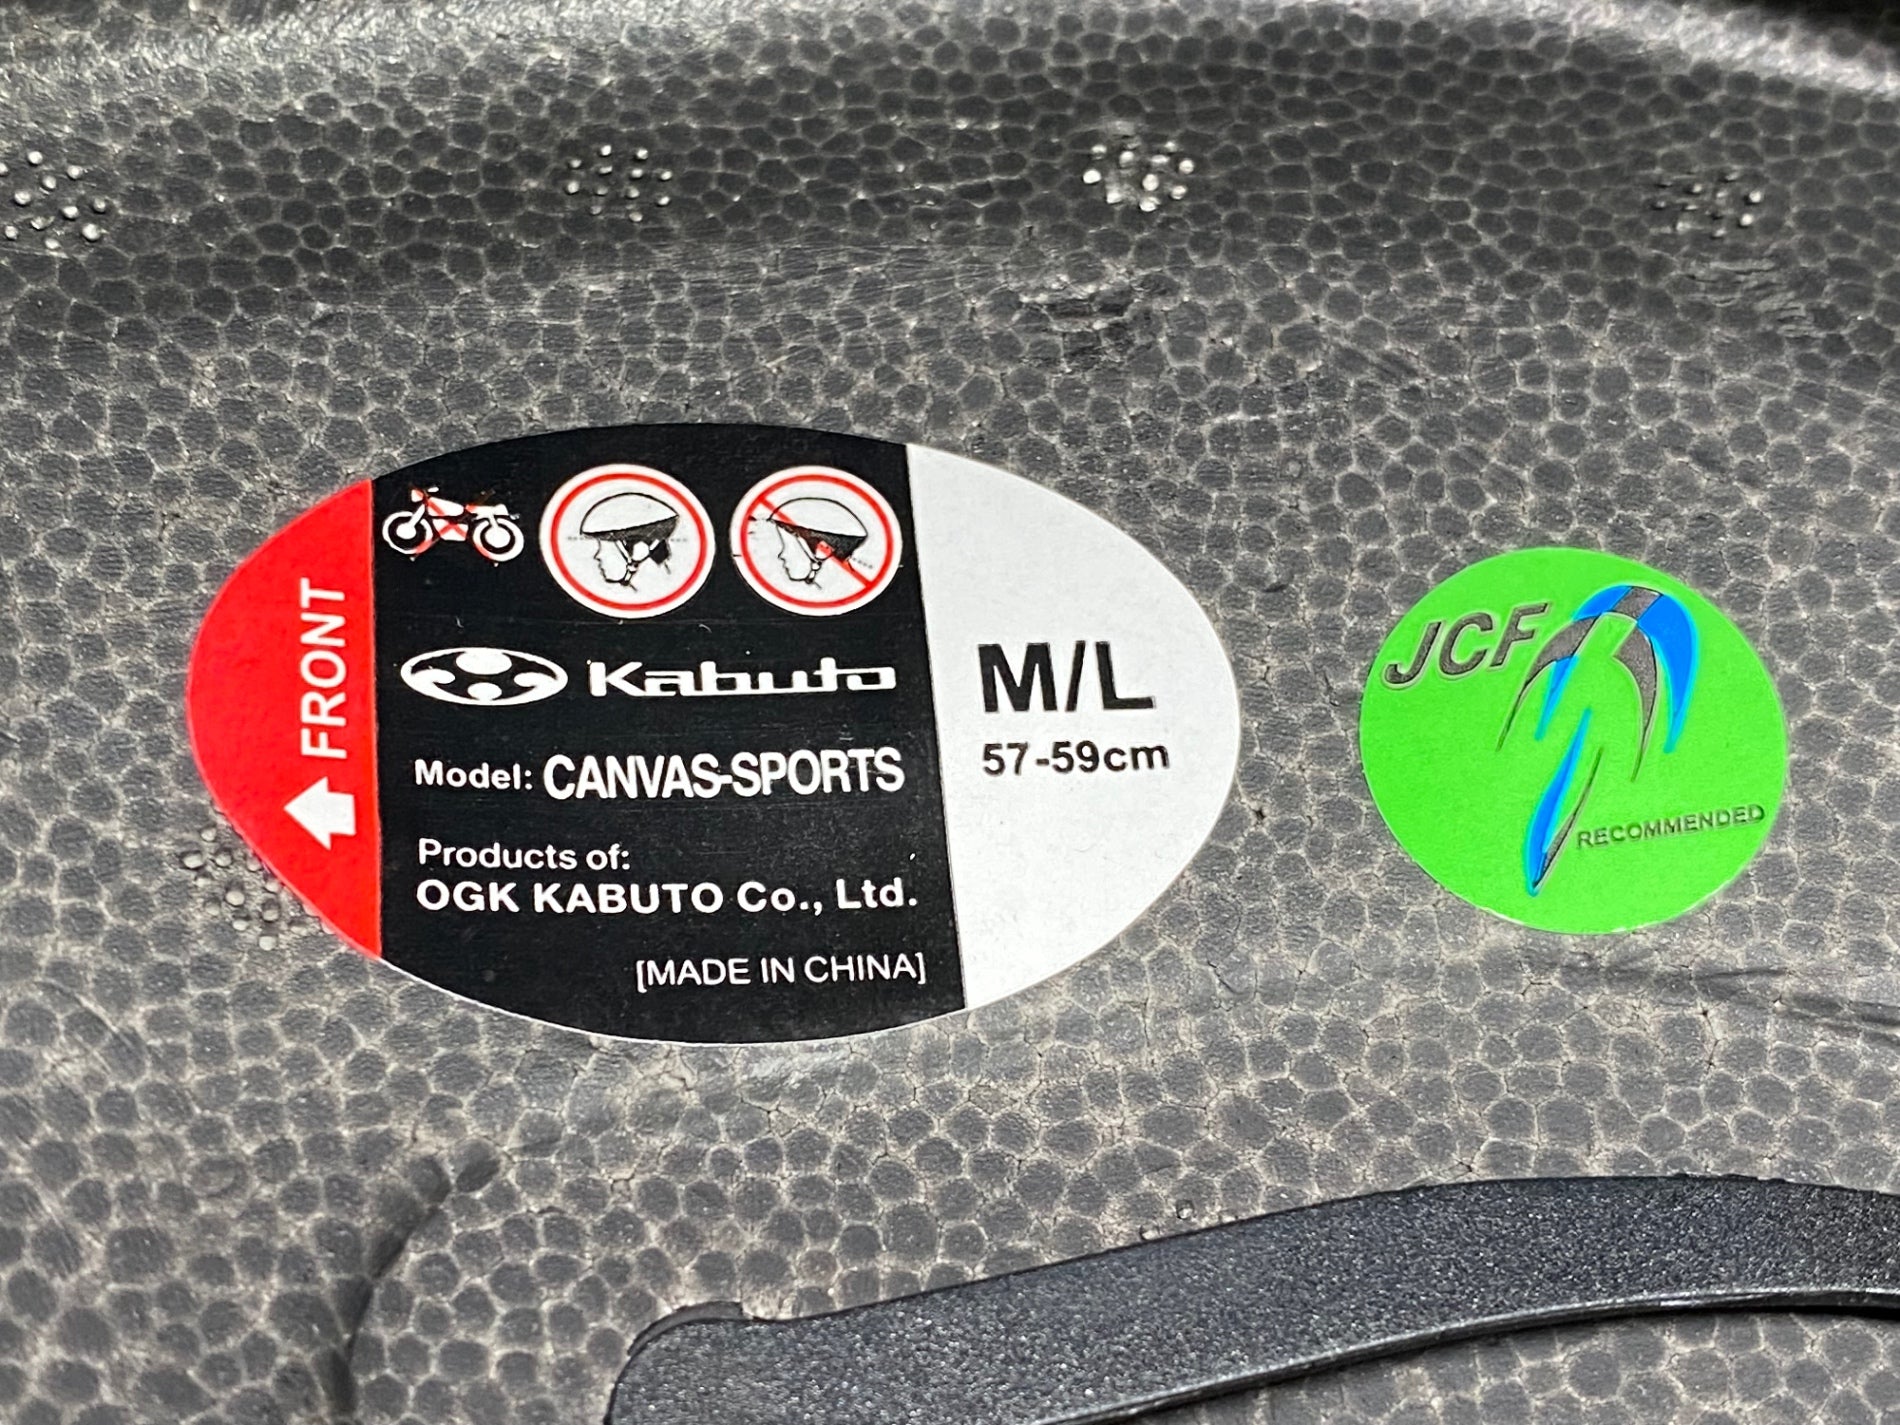 FRONT
Kabuto
Model: CANVAS-SPORTS
Products of:
OGK KABUTO Co., Ltd.
[MADE IN CHINA]
M/L
57-59cm
JCF
RECOMMENDED